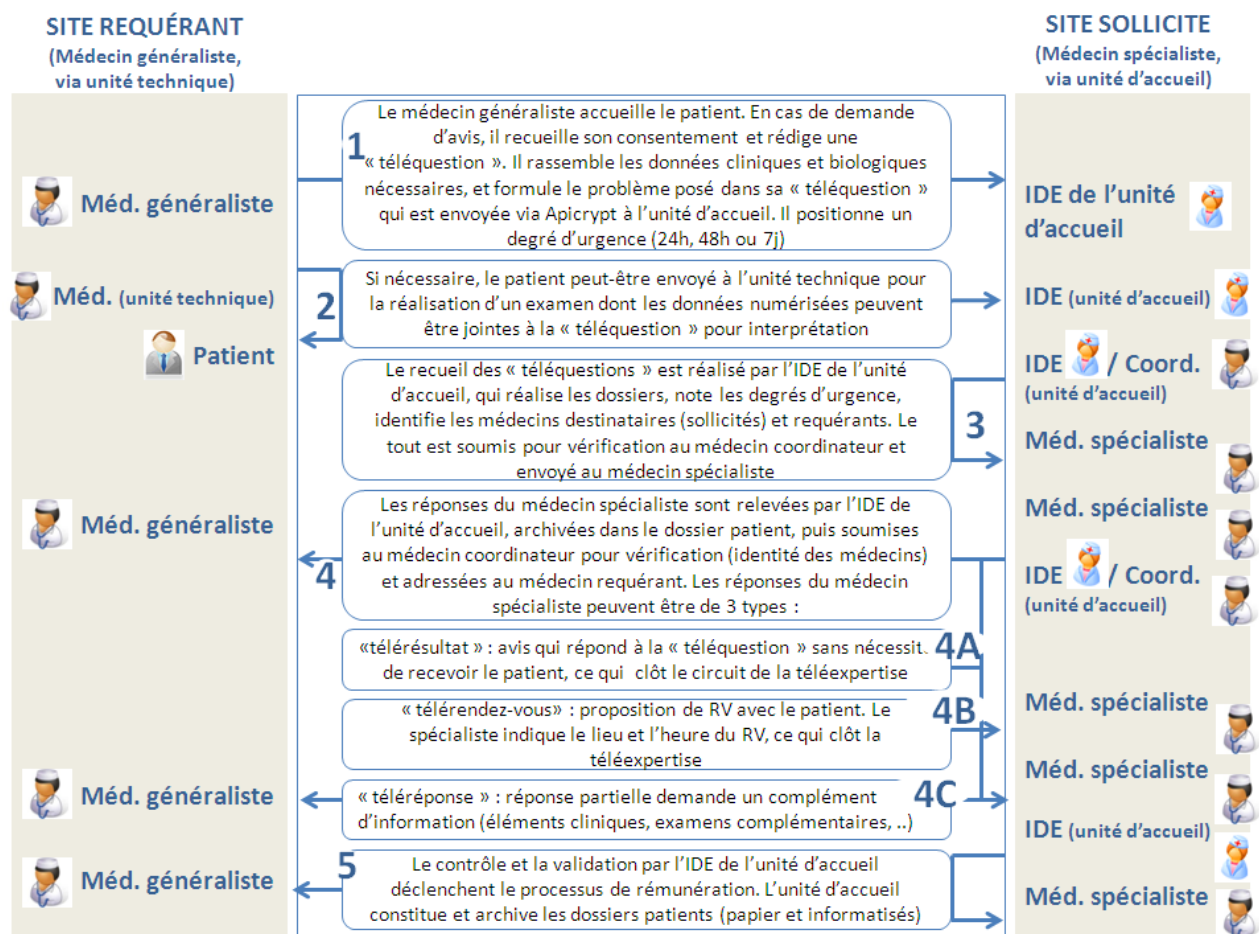 SITE REQUÉRANT
(Médecin généraliste,
via unité technique)
SITE SOLLICITE
(Médecin spécialiste,
via unité d'accueil)
1
Le médecin généraliste accueille le patient. En cas de demande
d'avis, il recueille son consentement et rédige une
« téléquestion ». Il rassemble les données cliniques et biologiques
nécessaires, et formule le problème posé dans sa « téléquestion »
qui est envoyée via Apicrypt à l'unité d'accueil. Il positionne un
degré d'urgence (24h, 48h ou 7j)
Méd. généraliste
IDE de l'unité
d'accueil
Méd. (unité technique)
Patient
2
Si nécessaire, le patient peut-être envoyé à l'unité technique pour
la réalisation d'un examen dont les données numérisées peuvent
être jointes à la « téléquestion » pour interprétation
IDE (unité d'accueil)
IDE / Coord.
(unité d'accueil)
Le recueil des « téléquestions » est réalisé par l'IDE de l'unité
d'accueil, qui réalise les dossiers, note les degrés d'urgence,
identifie les médecins destinataires (sollicités) et requérants. Le
tout est soumis pour vérification au médecin coordinateur et
envoyé au médecin spécialiste
3
Méd. spécialiste
Méd. généraliste
4
Les réponses du médecin spécialiste sont relevées par l'IDE de
l'unité d'accueil, archivées dans le dossier patient, puis soumises
au médecin coordinateur pour vérification (identité des médecins)
et adressées au médecin requérant. Les réponses du médecin
spécialiste peuvent être de 3 types :
Méd. spécialiste
IDE / Coord.
(unité d'accueil)
«télérésultat » : avis qui répond à la « téléquestion » sans nécessit
de recevoir le patient, ce qui clôt le circuit de la téléexpertise
4A
« télérendez-vous» : proposition de RV avec le patient. Le
spécialiste indique le lieu et l'heure du RV, ce qui clôt la
téléexpertise
4B
Méd. spécialiste
Méd. généraliste
« téléréponse » : réponse partielle demande un complément
d'information (éléments cliniques, examens complémentaires, ..)
4C
Méd. spécialiste
IDE (unité d'accueil)
Méd. généraliste
5
Le contrôle et la validation par l'IDE de l'unité d'accueil
déclenchent le processus de rémunération. L'unité d'accueil
constitue et archive les dossiers patients (papier et informatisés)
Méd. spécialiste